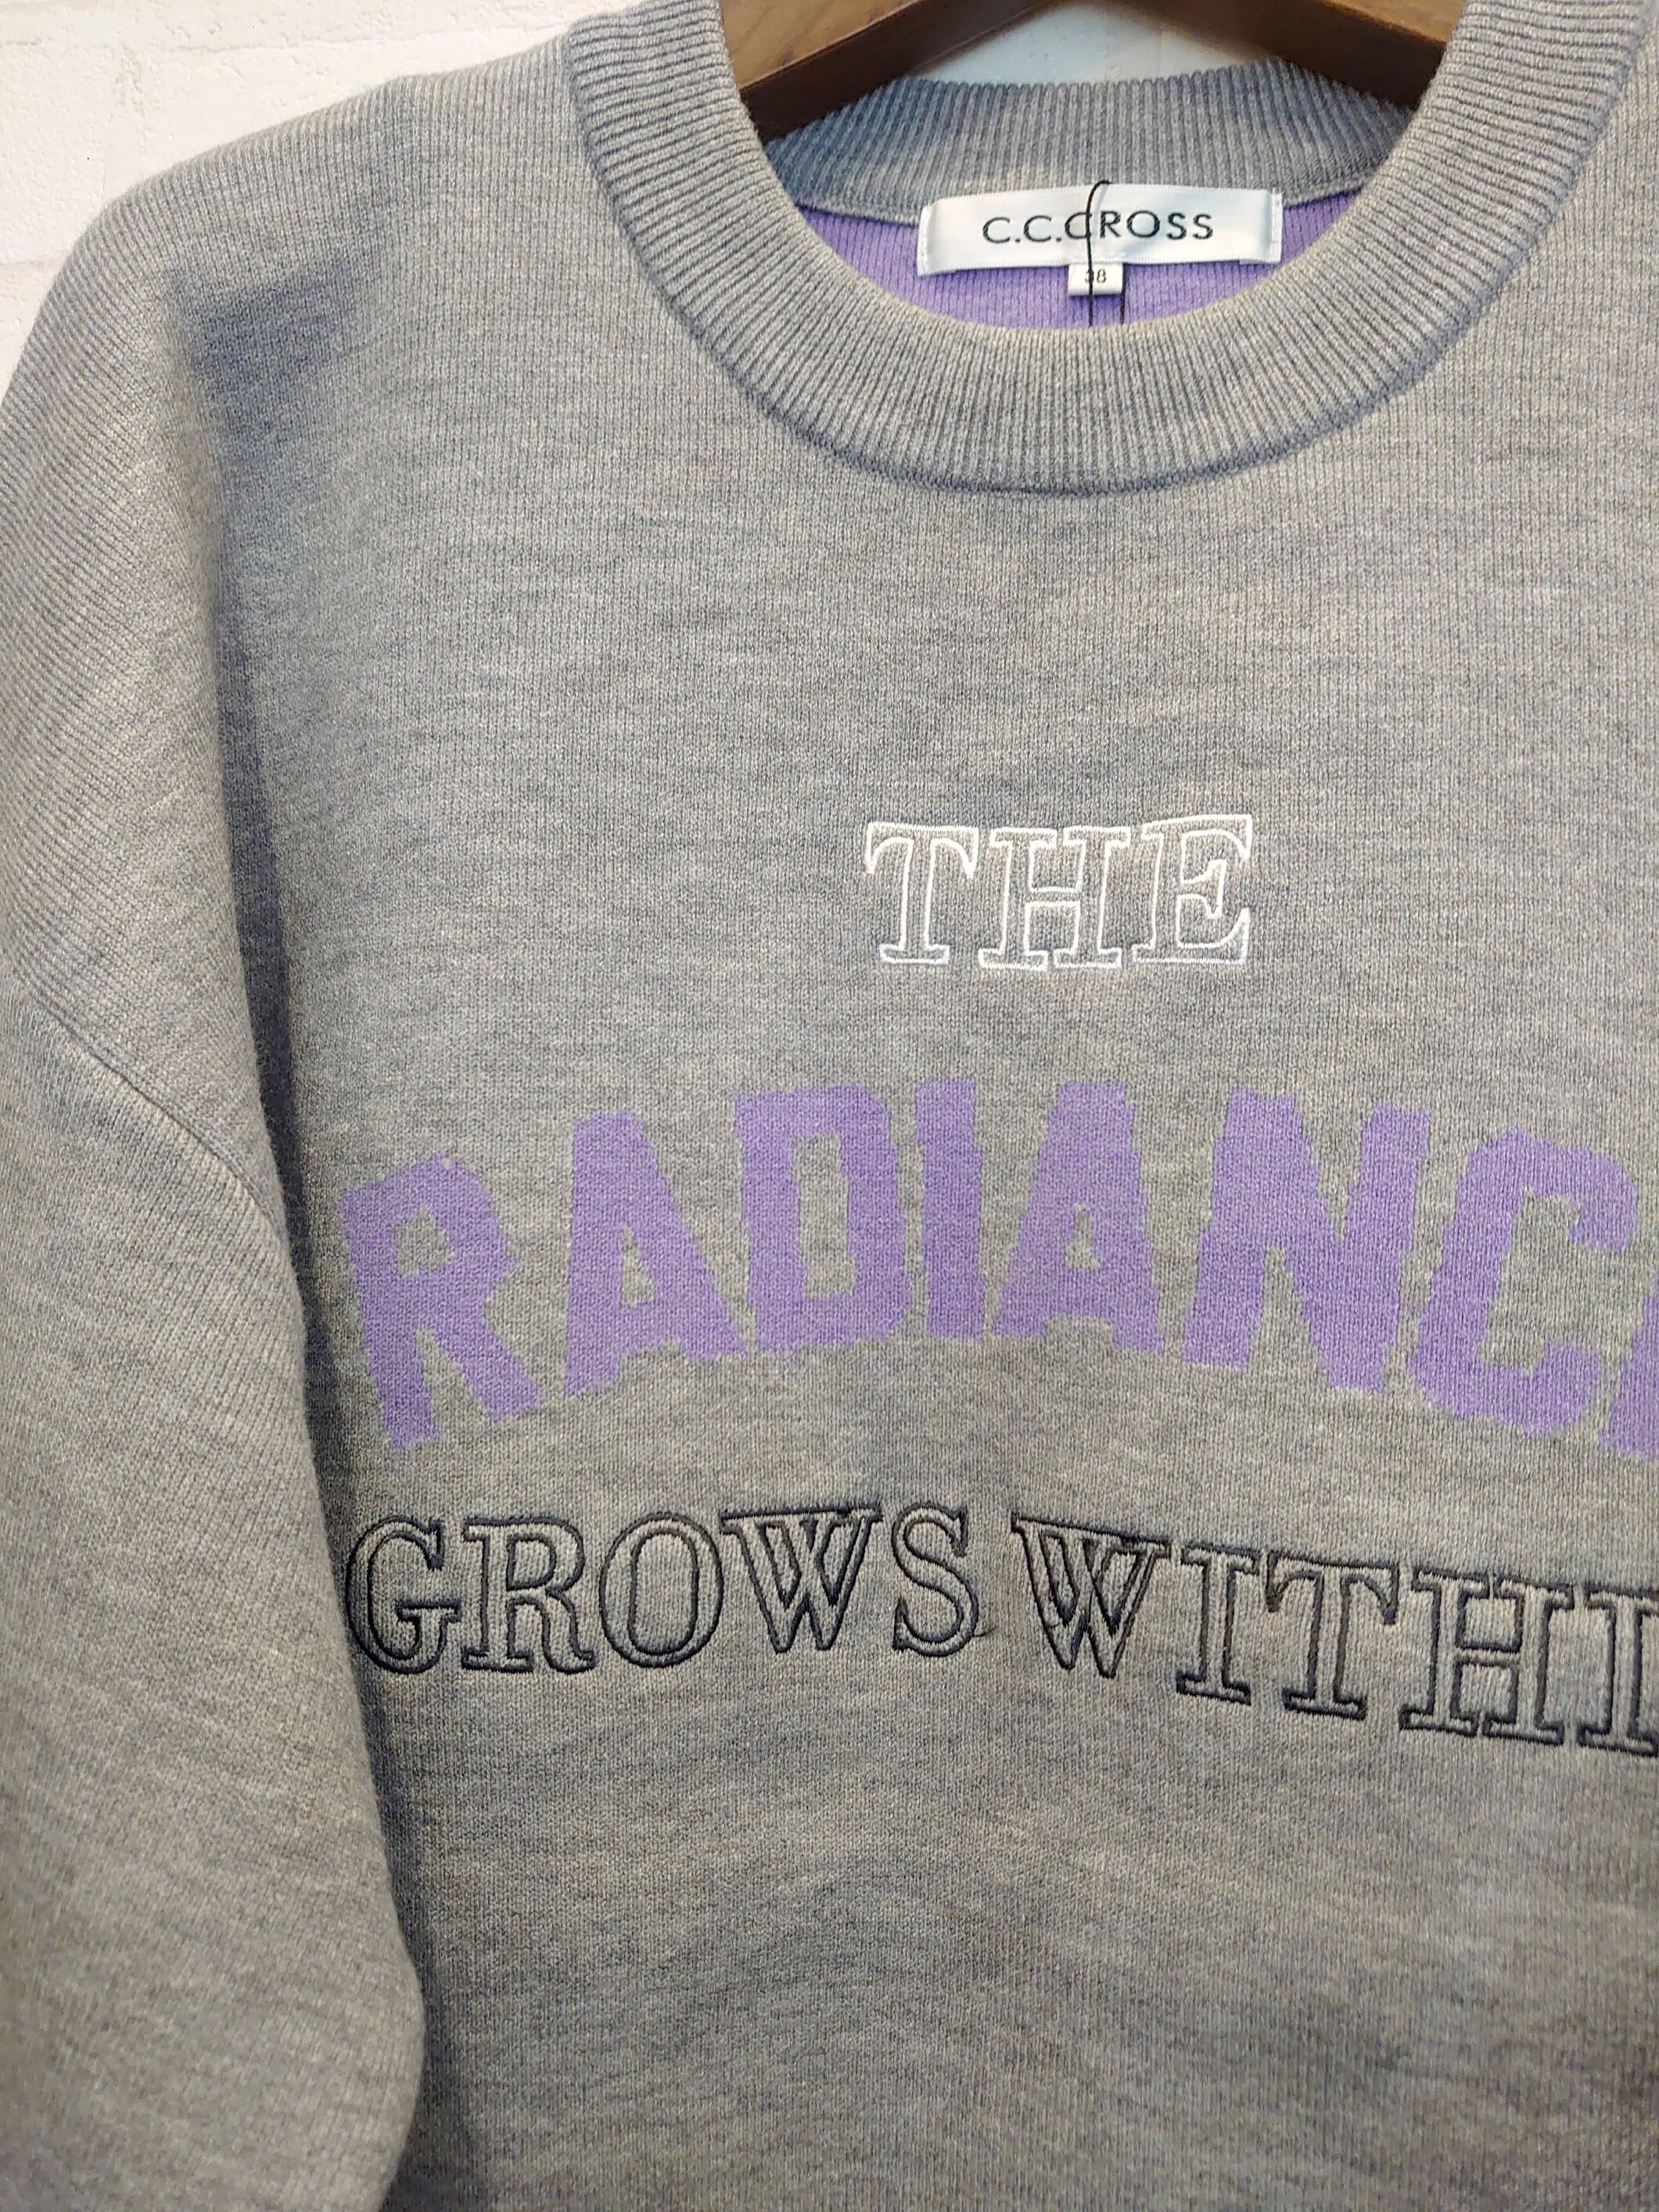 C.C.CROSS
38
THE
RADIANC
GROWS WITHI